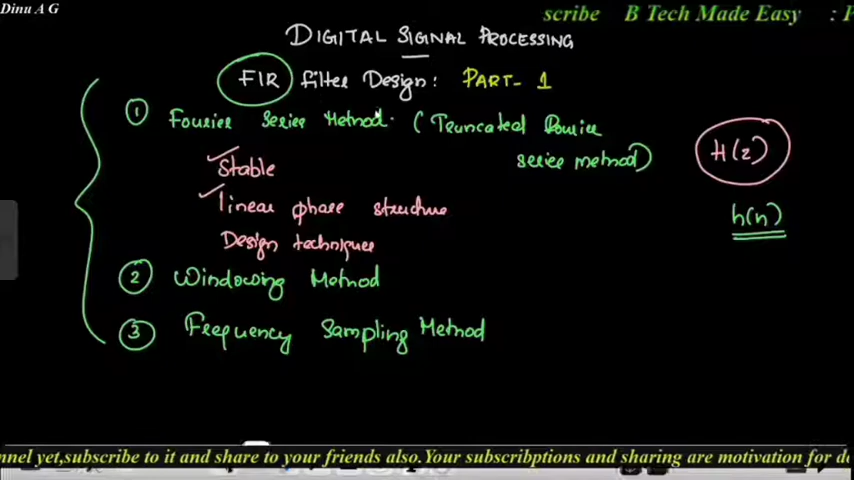 Dinu A G
scribe B Tech Made Easy : P
DIGITAL SIGNAL PROCESSING
FIR Filter Design: PART- 1
1 Fourier Series Method. (Truncated Fourier
series method)
H(z)
Stable
linear phase structure
h(n)
Design techniques
2 Windowing Method
3 Frequency Sampling Method
nnel yet,subscribe to it and share to your friends also.Your subscribptions and sharing are motivation for do